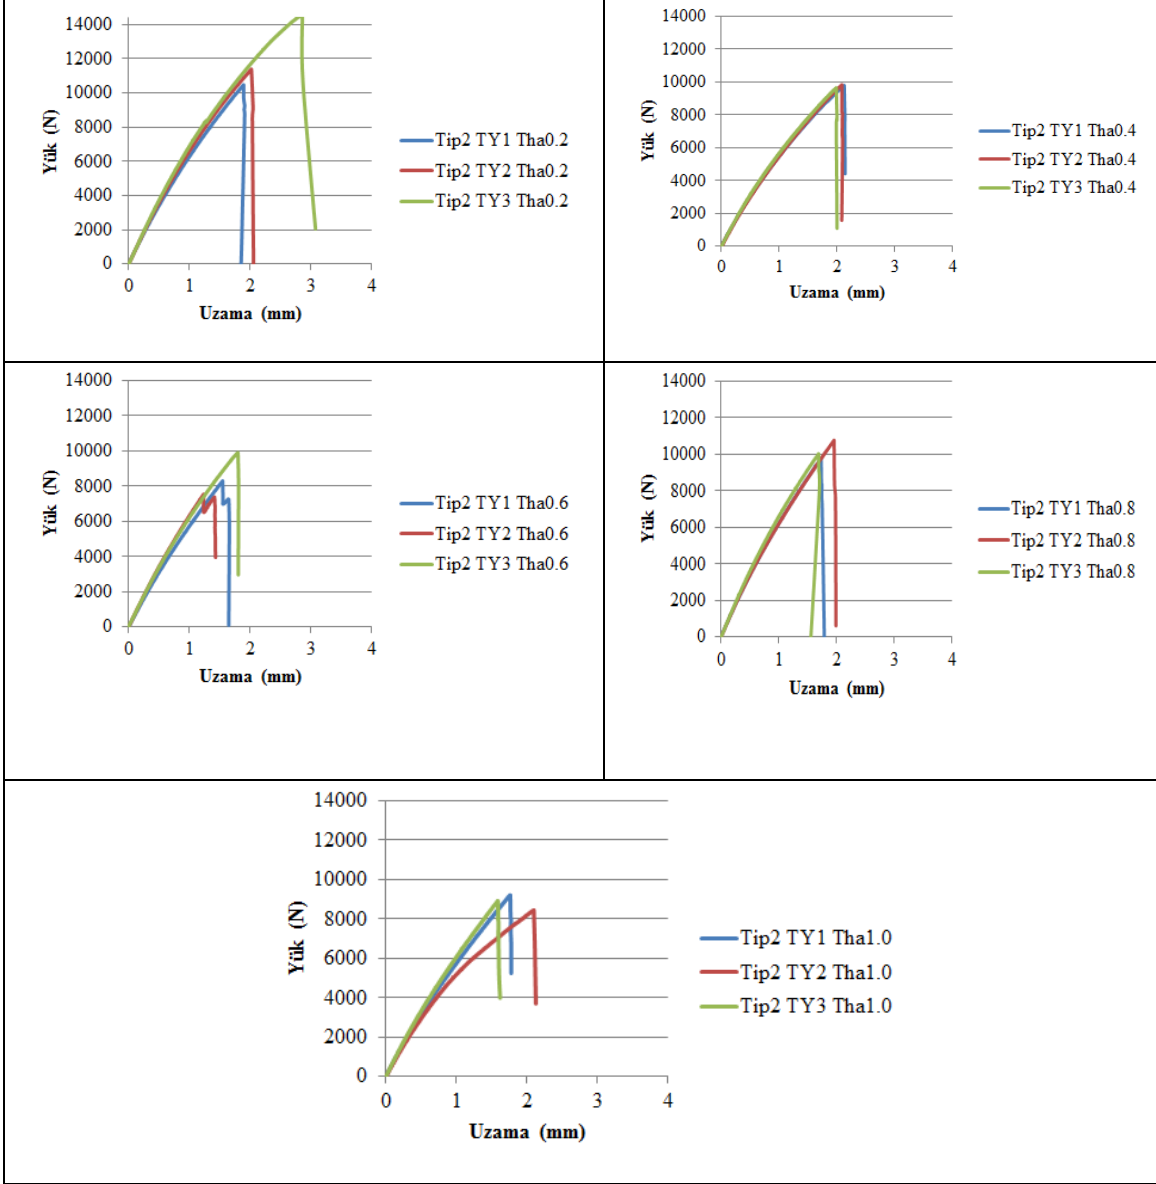 14000
12000
10000
8000
6000
4000
2000
0
Yük (N)
0 1 2 3 4
Uzama (mm)
Tip2 TY1 Tha0.2
Tip2 TY2 Tha0.2
Tip2 TY3 Tha0.2
14000
12000
10000
8000
6000
4000
2000
0
Yük (N)
0 1 2 3 4
Uzama (mm)
Tip2 TY1 Tha0.4
Tip2 TY2 Tha0.4
Tip2 TY3 Tha0.4
14000
12000
10000
8000
6000
4000
2000
0
Yük (N)
0 1 2 3 4
Uzama (mm)
Tip2 TY1 Tha0.6
Tip2 TY2 Tha0.6
Tip2 TY3 Tha0.6
14000
12000
10000
8000
6000
4000
2000
0
Yük (N)
0 1 2 3 4
Uzama (mm)
Tip2 TY1 Tha0.8
Tip2 TY2 Tha0.8
Tip2 TY3 Tha0.8
14000
12000
10000
8000
6000
4000
2000
0
Yük (N)
0 1 2 3 4
Uzama (mm)
Tip2 TY1 Tha1.0
Tip2 TY2 Tha1.0
Tip2 TY3 Tha1.0